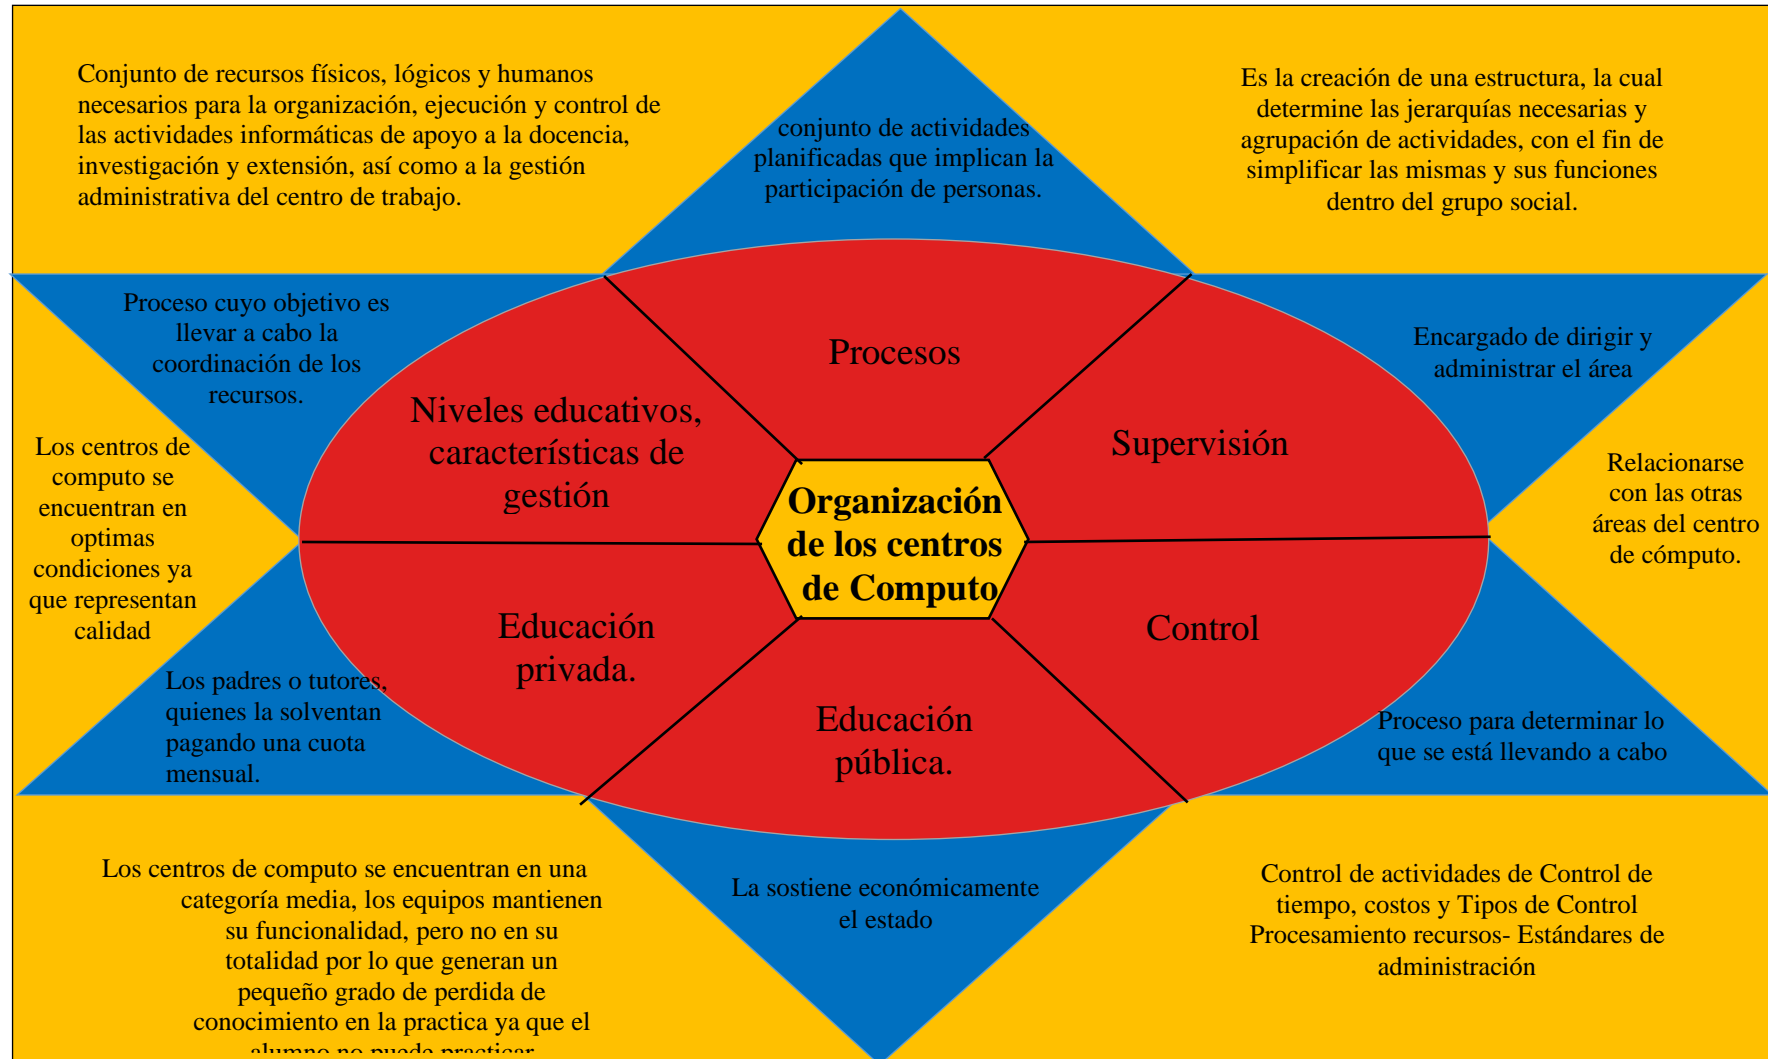 Conjunto de recursos físicos, lógicos y humanos
necesarios para la organización, ejecución y control de
las actividades informáticas de apoyo a la docencia,
investigación y extensión, así como a la gestión
administrativa del centro de trabajo.
conjunto de actividades
planificadas que implican la
participación de personas.
Es la creación de una estructura, la cual
determine las jerarquías necesarias y
agrupación de actividades, con el fin de
simplificar las mismas y sus funciones
dentro del grupo social.
Proceso cuyo objetivo es
llevar a cabo la
coordinación de los
recursos.
Procesos
Encargado de dirigir y
administrar el área
Niveles educativos,
característicias de
gestión
Supervisión
Los centros de
computo se
encuentran en
optimas
condiciones ya
que representan
calidad
Organización
de los centros
de Computo
Relacionarse
con las otras
áreas del centro
de cómputo.
Educación
privada.
Control
Los padres o tutores,
quienes la solventan
pagando una cuota
mensual.
Educación
pública.
Proceso para determinar lo
que se está llevando a cabo
Los centros de computo se encuentran en una
categoría media, los equipos mantienen
su funcionalidad, pero no en su
totalidad por lo que generan un
pequeño grado de perdida de
conocimiento en la practica ya que el
alumno no puede practicar
La sostiene económicamente
el estado
Control de actividades de Control de
tiempo, costos y Tipos de Control
Procesamiento recursos- Estándares de
administración